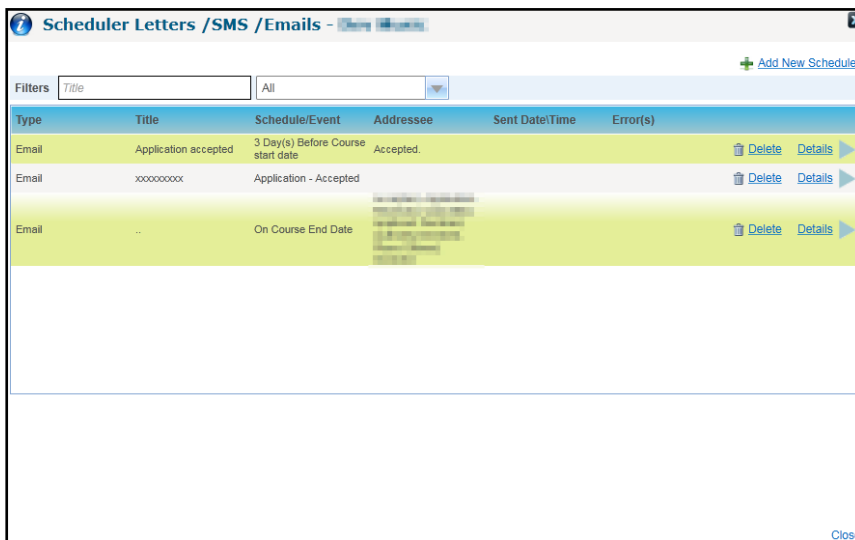 Scheduler Letters /SMS /Emails -
Add New Schedule
Filters Title All
Type Title Schedule/Event Addressee Sent Date\Time Error(s)
Email Application accepted 3 Day(s) Before Course start date Accepted. Delete Details
Email xxxxxxxxx Application - Accepted Delete Details
Email .. On Course End Date Delete Details
Close